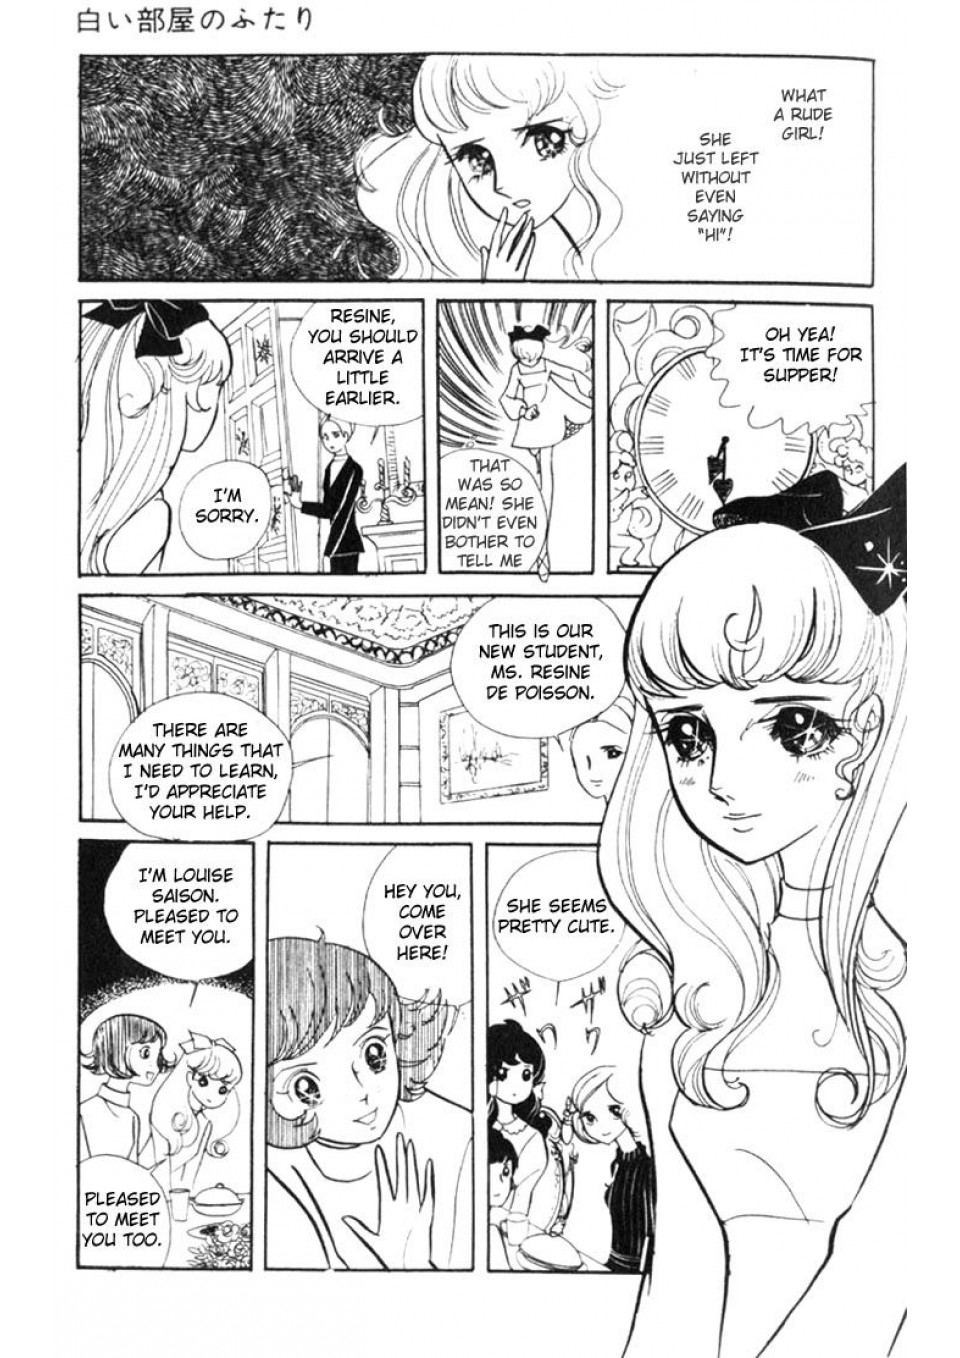 白い部屋のふたり
WHAT
A RUDE
GIRL!
SHE
JUST LEFT
WITHOUT
EVEN
SAYING
"HI"!
OH YEA!
IT'S TIME FOR
SUPPER!
THAT
WAS SO
MEAN! SHE
DIDN'T EVEN
BOTHER TO
TELL ME
RESINE,
YOU SHOULD
ARRIVE A
LITTLE
EARLIER.
I'M
SORRY.
THIS IS OUR
NEW STUDENT,
MS. RESINE
DE POISSON.
THERE ARE
MANY THINGS THAT
I NEED TO LEARN,
I'D APPRECIATE
YOUR HELP.
SHE SEEMS
PRETTY CUTE.
ザワ
ザワ
HEY YOU,
COME
OVER
HERE!
I'M LOUISE
SAISON.
PLEASED TO
MEET YOU.
PLEASED
TO MEET
YOU TOO.